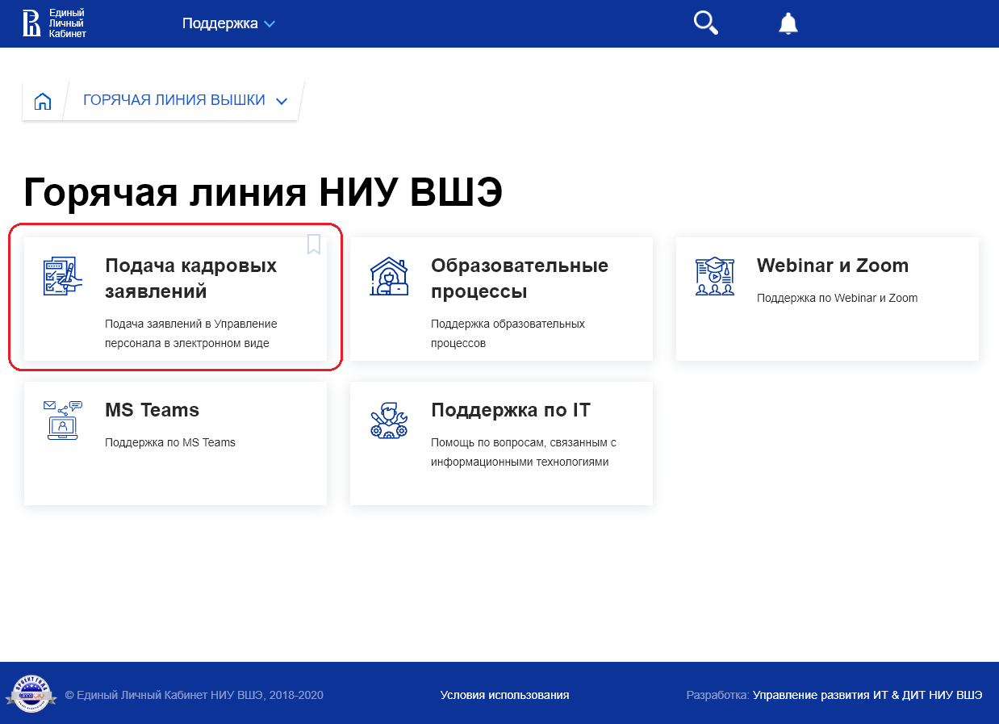 Единый
Личный
Кабинет
Поддержка
ГОРЯЧАЯ ЛИНИЯ ВЫШКИ
Горячая линия НИУ ВШЭ
Подача кадровых
заявлений
Подача заявлений в Управление
персонала в электронном виде
Образовательные
процессы
Поддержка образовательных
процессов
Webinar и Zoom
Поддержка по Webinar и Zoom
MS Teams
Поддержка по MS Teams
Поддержка по IT
Помощь по вопросам, связанным с
информационными технологиями
ПРОЕКТ ГОДА
© Единый Личный Кабинет НИУ ВШЭ, 2018-2020
Условия использования
Разработка: Управление развития ИТ & ДИТ НИУ ВШЭ